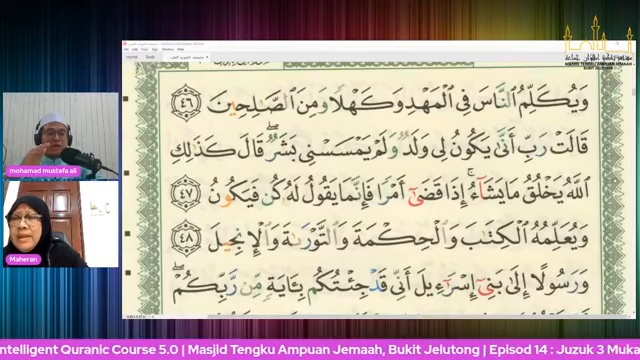 وَيُكَلِّمُ ٱلنَّاسَ فِي ٱلْمَهْدِ وَكَهْلًا وَمِنَ ٱلصَّـٰلِحِينَ ٤٦
قَالَتْ رَبِّ أَنَّىٰ يَكُونُ لِي وَلَدٌ وَلَمْ يَمْسَسْنِي بَشَرٌ ۖ قَالَ كَذَٰلِكِ
ٱللَّهُ يَخْلُقُ مَا يَشَآءُ ۚ إِذَا قَضَىٰٓ أَمْرًا فَإِنَّمَا يَقُولُ لَهُۥ كُن فَيَكُونُ ٤٧
وَيُعَلِّمُهُ ٱلْكِتَـٰبَ وَٱلْحِكْمَةَ وَٱلتَّوْرَىٰةَ وَٱلْإِنجِيلَ ٤٨
وَرَسُولًا إِلَىٰ بَنِيٓ إِسْرَٰٓءِيلَ أَنِّي قَدْ جِئْتُكُم بِـَٔايَةٍ مِّن رَّبِّكُمْ ۖ
mohamad mustafa ali
Maheran
ntelligent Quranic Course 5.0 | Masjid Tengku Ampuan Jemaah, Bukit Jelutong | Episod 14 : Juzuk 3 Muka